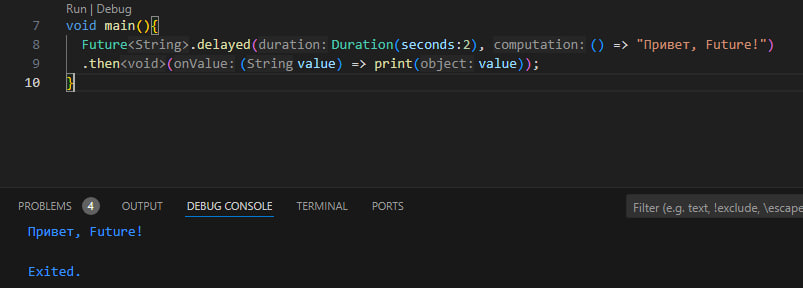 Run | Debug
7 void main(){
8 Future<String>.delayed(duration: Duration(seconds:2), computation: () => "Привет, Future!")
9 .then<void>(onValue: (String value) => print(object: value));
10 }
PROBLEMS 4 OUTPUT DEBUG CONSOLE TERMINAL PORTS Filter (e.g. text, !exclude, \escape
Привет, Future!
Exited.